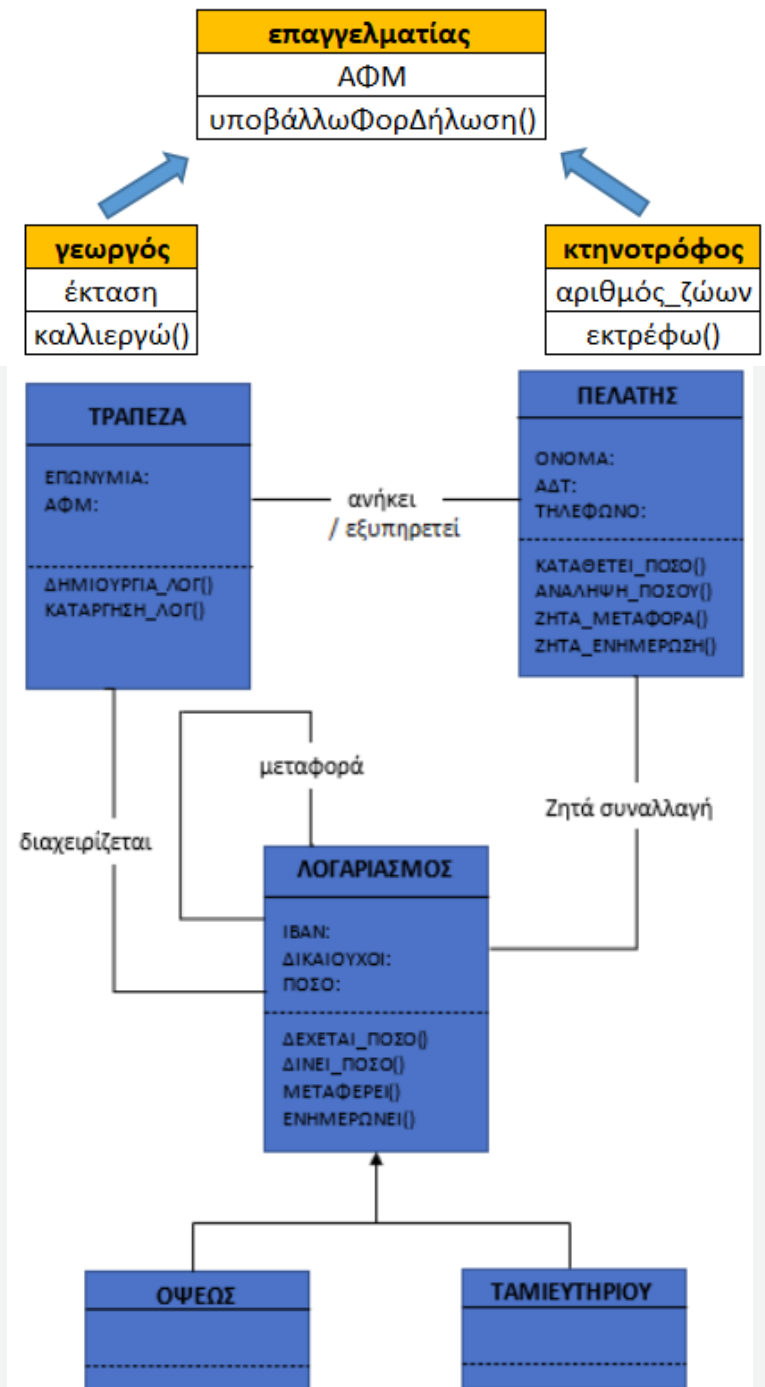 επαγγελματίας
ΑΦΜ
υποβάλλωΦορΔήλωση()
γεωργός
έκταση
καλλιεργώ()
κτηνοτρόφος
αριθμός_ζώων
εκτρέφω()
ΤΡΑΠΕΖΑ
ΕΠΩΝΥΜΙΑ:
ΑΦΜ:
ΔΗΜΙΟΥΡΓΙΑ_ΛΟΓ()
ΚΑΤΑΡΓΗΣΗ_ΛΟΓ()
ανήκει
/ εξυπηρετεί
ΠΕΛΑΤΗΣ
ΟΝΟΜΑ:
ΑΔΤ:
ΤΗΛΕΦΩΝΟ:
ΚΑΤΑΘΕΤΕΙ_ΠΟΣΟ()
ΑΝΑΛΗΨΗ_ΠΟΣΟΥ()
ΖΗΤΑ_ΜΕΤΑΦΟΡΑ()
ΖΗΤΑ_ΕΝΗΜΕΡΩΣΗ()
μεταφορά
Ζητά συναλλαγή
διαχειρίζεται
ΛΟΓΑΡΙΑΣΜΟΣ
IBAN:
ΔΙΚΑΙΟΥΧΟΙ:
ΠΟΣΟ:
ΔΕΧΕΤΑΙ_ΠΟΣΟ()
ΔΙΝΕΙ_ΠΟΣΟ()
ΜΕΤΑΦΕΡΕΙ()
ΕΝΗΜΕΡΩΝΕΙ()
ΟΨΕΩΣ
ΤΑΜΙΕΥΤΗΡΙΟΥ